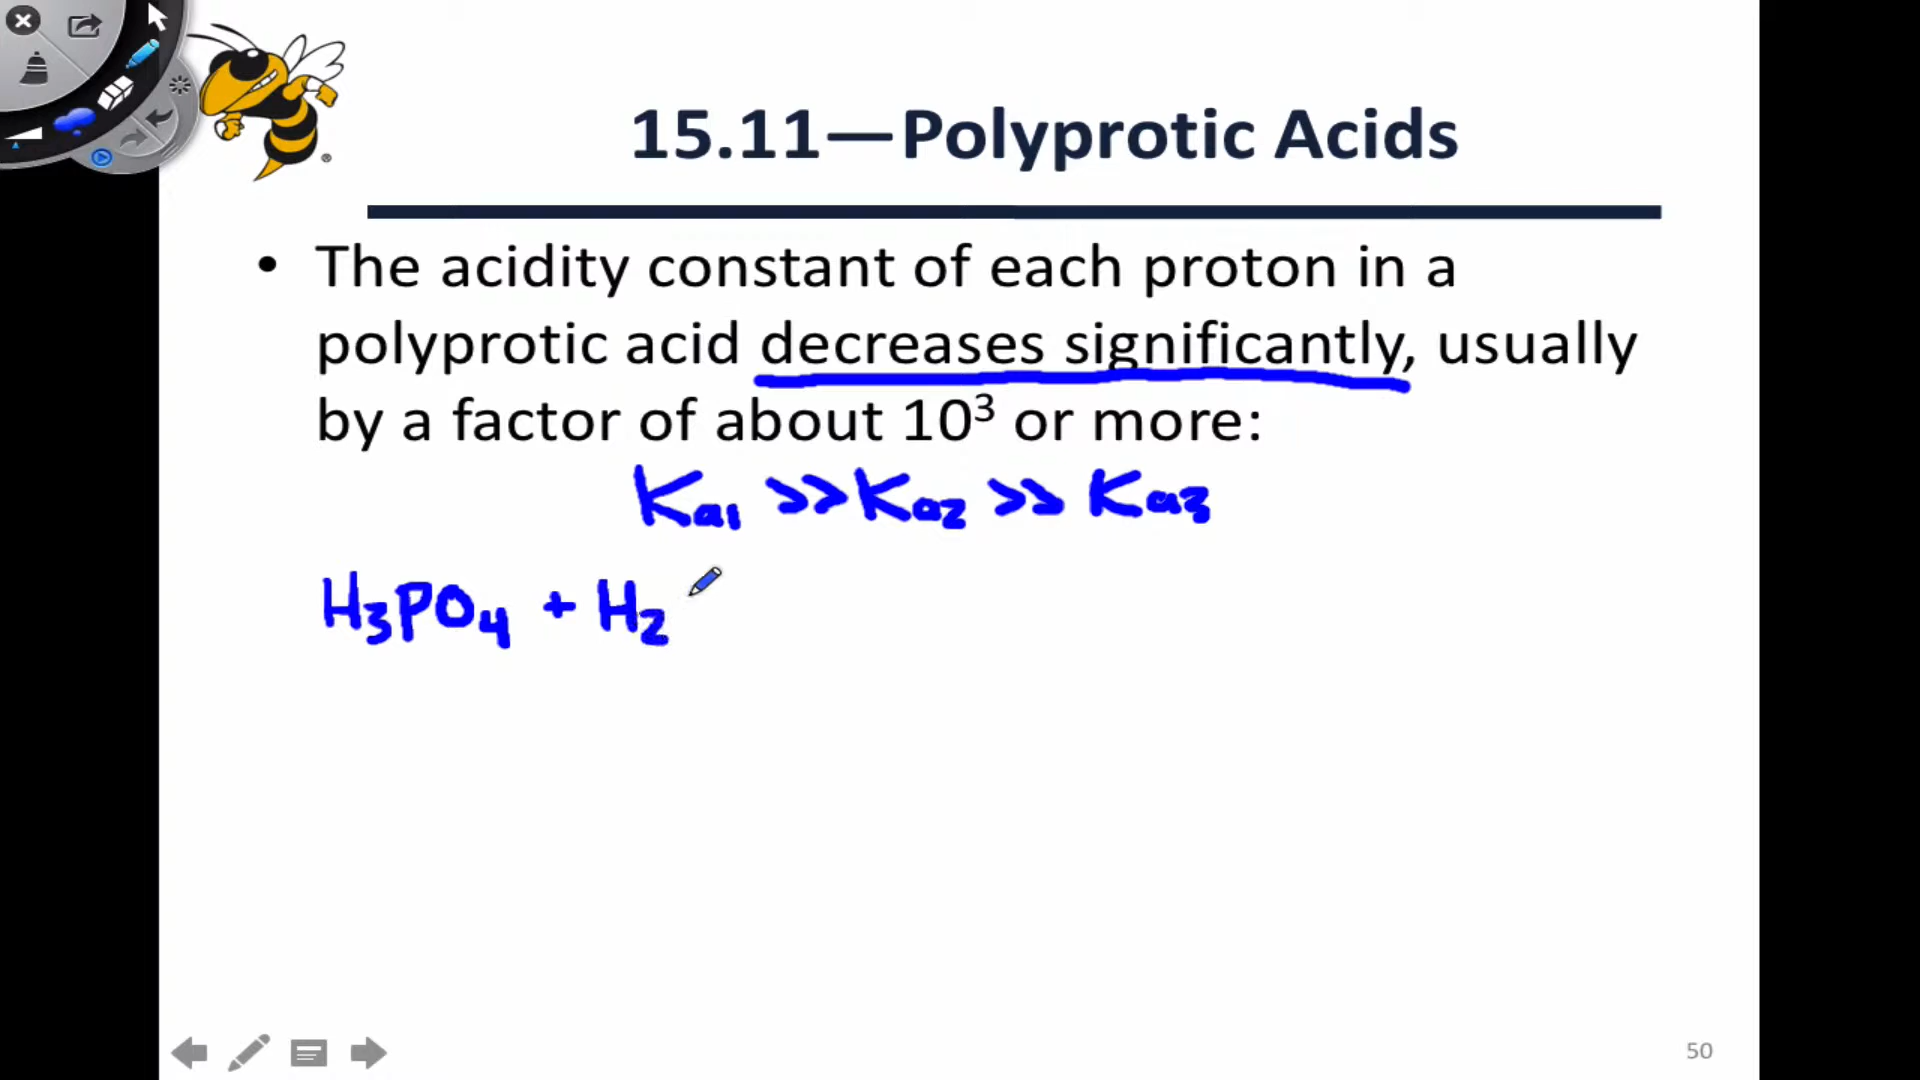 15.11—Polyprotic Acids
• The acidity constant of each proton in a
polyprotic acid decreases significantly, usually
by a factor of about 10³ or more:
Ka1 >> Ka2 >> Ka3
H₃PO₄ + H₂
50